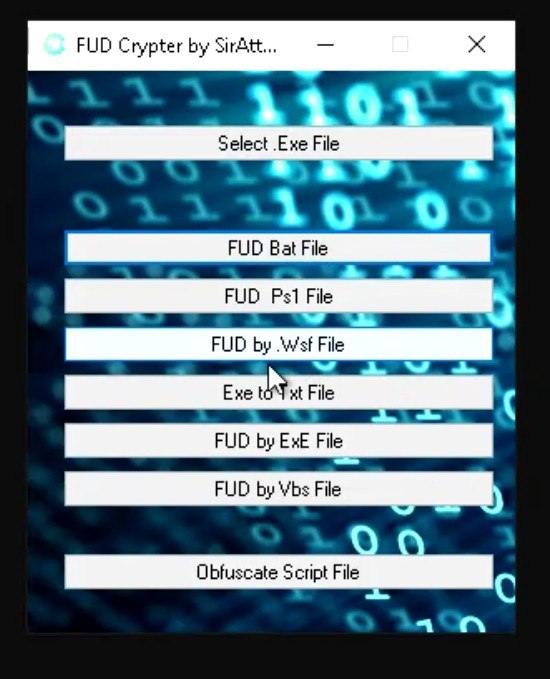 FUD Crypter by SirAtt...
Select .Exe File
FUD Bat File
FUD Ps1 File
FUD by .Wsf File
Exe to Txt File
FUD by ExE File
FUD by Vbs File
Obfuscate Script File